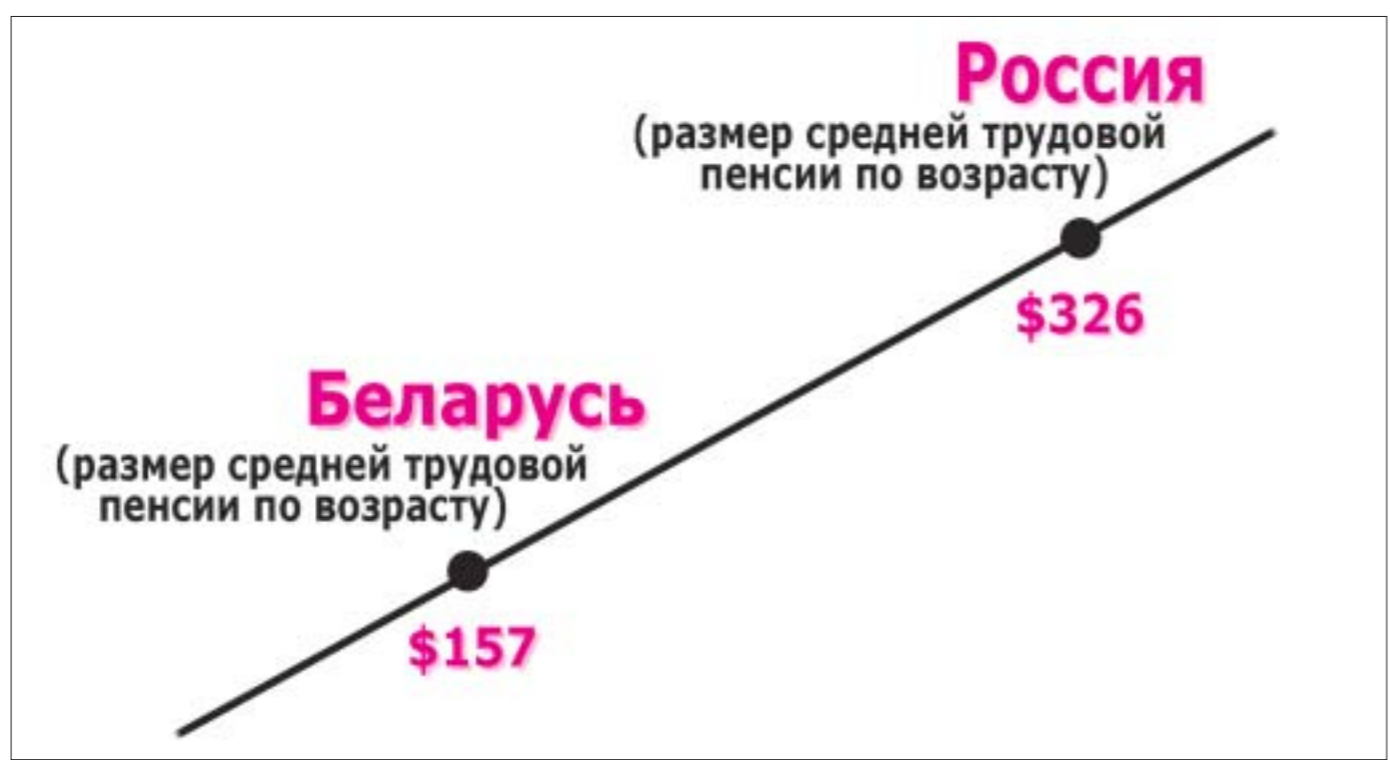 Россия
(размер средней трудовой
пенсии по возрасту)
$326
Беларусь
(размер средней трудовой
пенсии по возрасту)
$157